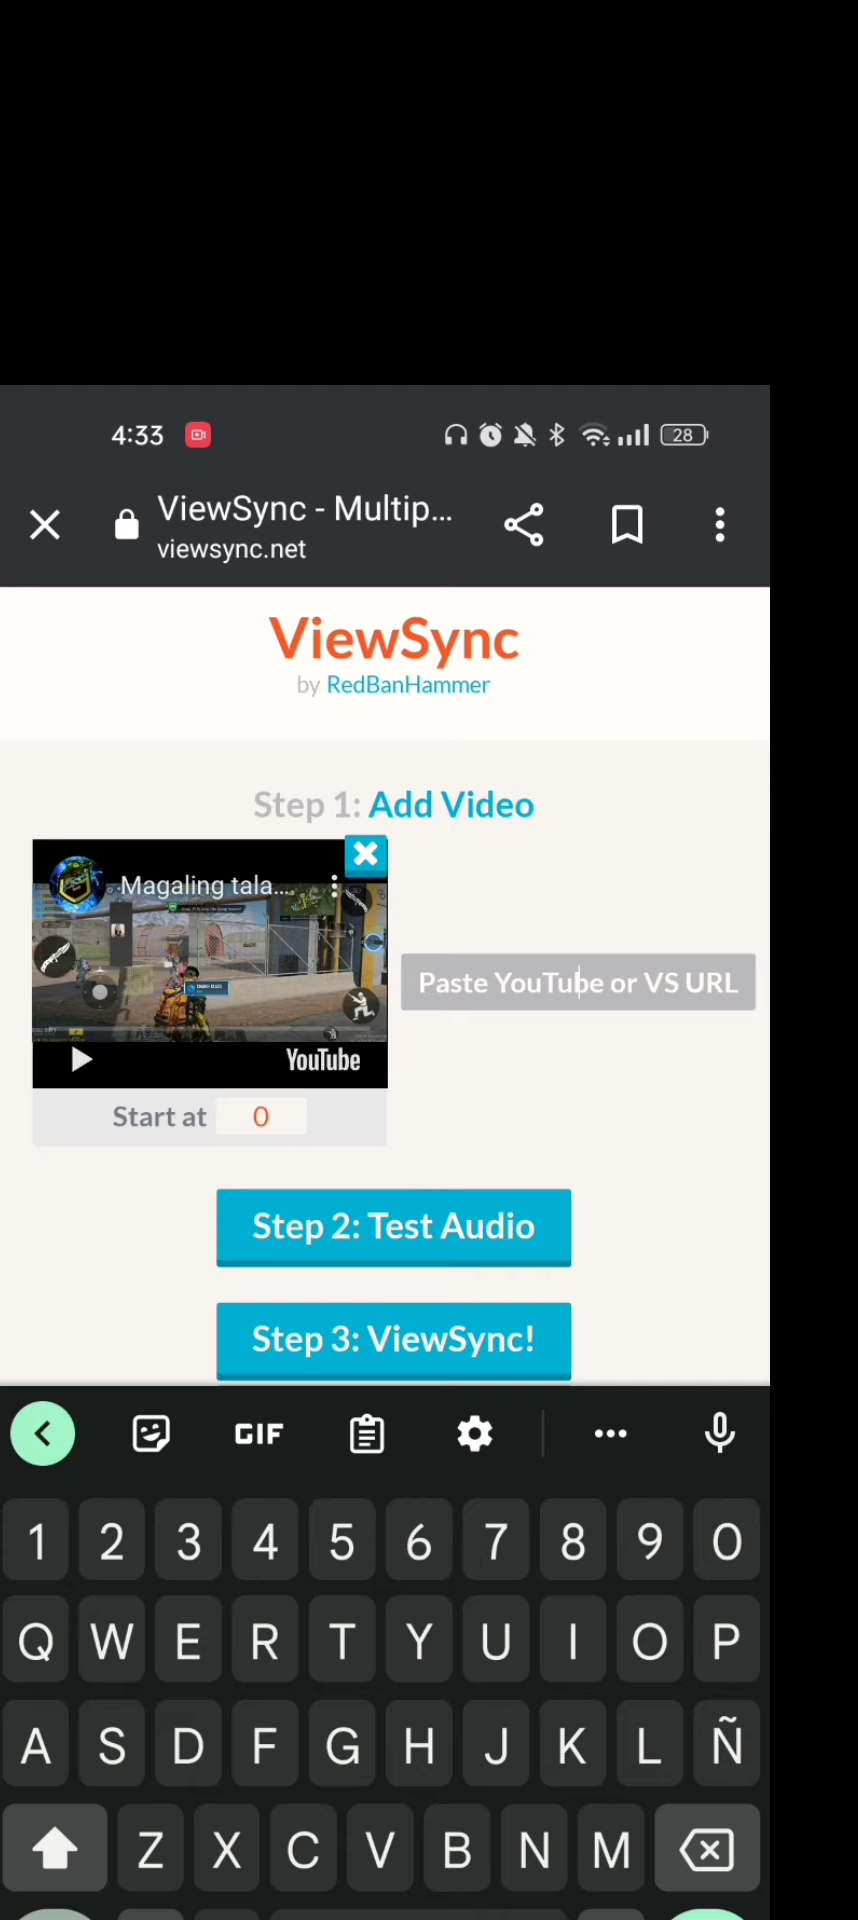 4:33
28
ViewSync - Multip...
viewsync.net
ViewSync
by RedBanHammer
Step 1: Add Video
Magaling tala...
Paste YouTube or VS URL
YouTube
Start at 0
Step 2: Test Audio
Step 3: ViewSync!
GIF
1 2 3 4 5 6 7 8 9 0
Q W E R T Y U I O P
A S D F G H J K L Ñ
Z X C V B N M